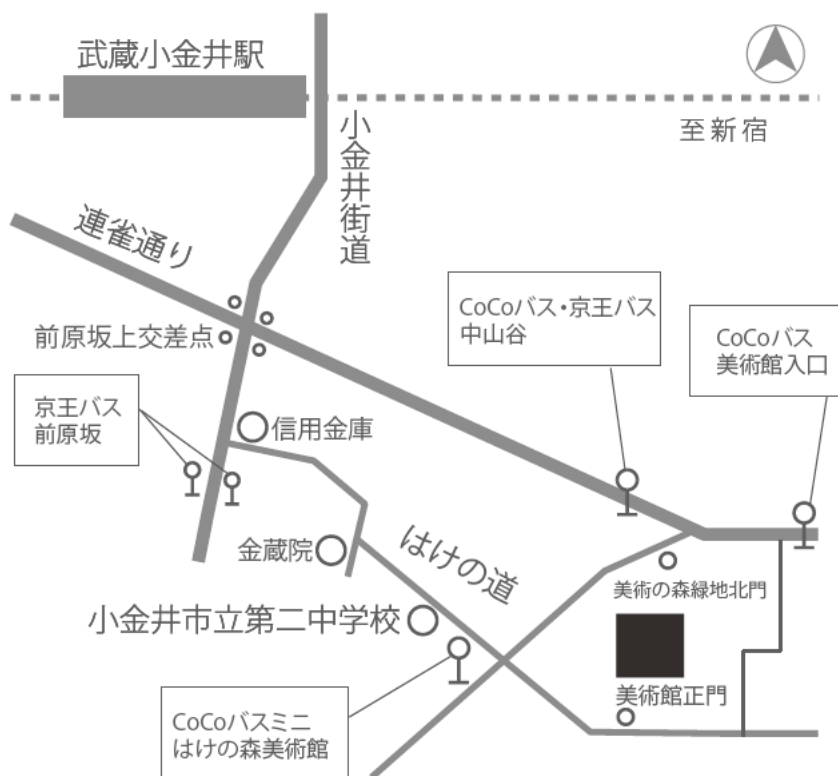 武蔵小金井駅
至新宿
小金井街道
連雀通り
前原坂上交差点
CoCoバス・京王バス
中山谷
CoCoバス
美術館入口
京王バス
前原坂
信用金庫
金蔵院
はけの道
美術の森緑地北門
小金井市立第二中学校
美術館正門
CoCoバスミニ
はけの森美術館